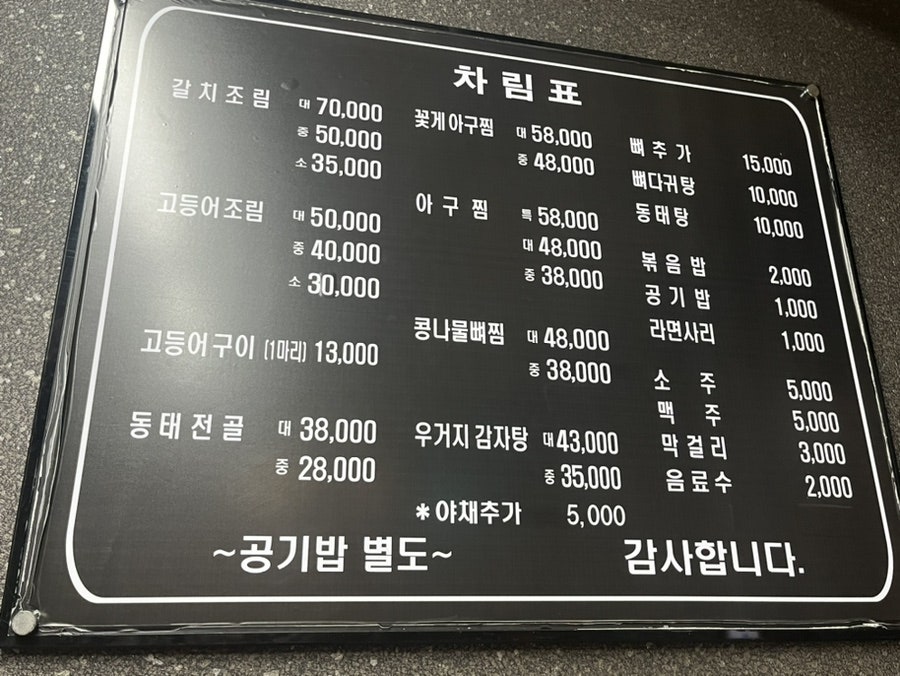 차림표
갈치조림 대 70,000
중 50,000
소 35,000
고등어조림 대 50,000
중 40,000
소 30,000
고등어구이 (1마리) 13,000
동태전골 대 38,000
중 28,000
꽃게아구찜 대 58,000
중 48,000
아구찜 특 58,000
대 48,000
중 38,000
콩나물뼈찜 대 48,000
중 38,000
우거지 감자탕 대 43,000
중 35,000
*야채추가 5,000
뼈추가 15,000
뼈다귀탕 10,000
동태탕 10,000
볶음밥 2,000
공기밥 1,000
라면사리 1,000
소주 5,000
맥주 5,000
막걸리 3,000
음료수 2,000
~공기밥 별도~
감사합니다.